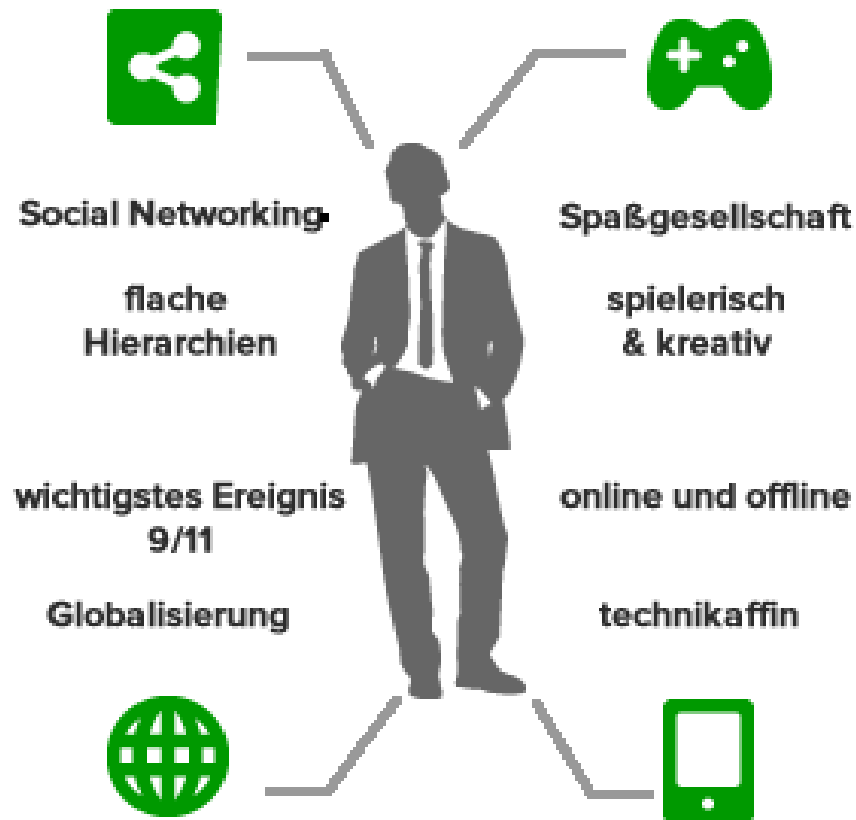 Social Networking
flache
Hierarchien
wichtigstes Ereignis
9/11
Globalisierung
Spaßgesellschaft
spielerisch
& kreativ
online und offline
technikaffin